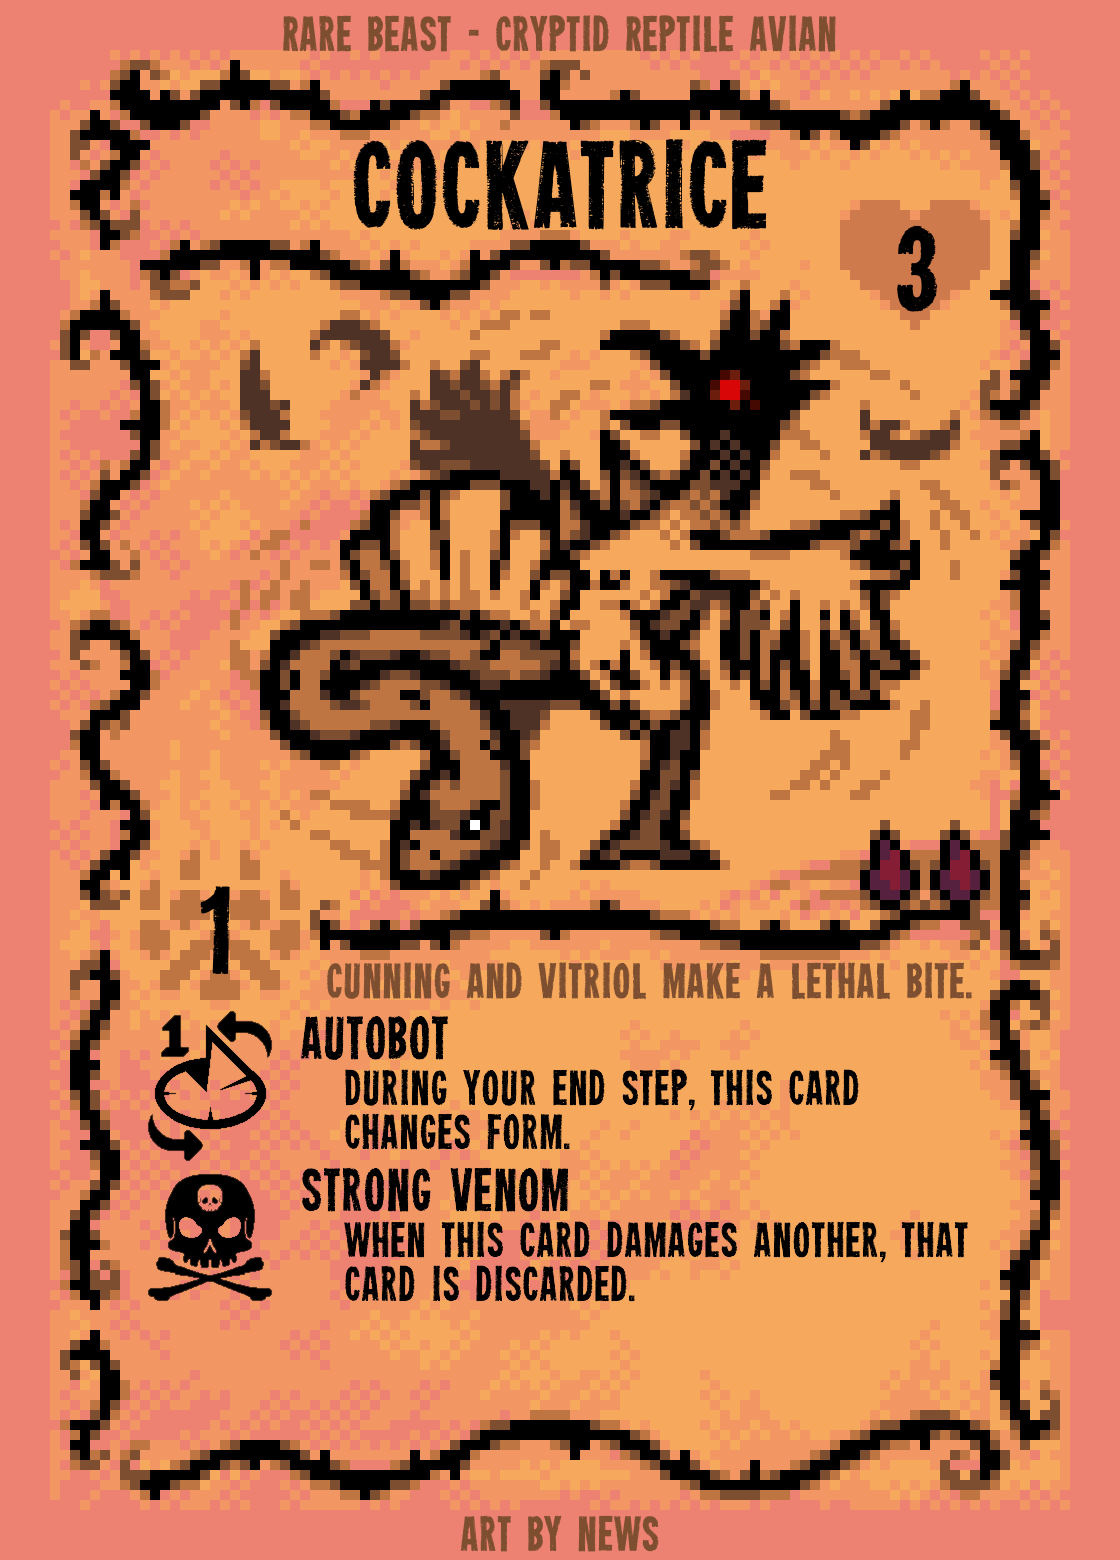 RARE BEAST - CRYPTID REPTILE AVIAN
COCKATRICE
3
1
CUNNING AND VITRIOL MAKE A LETHAL BITE.
1
AUTOBOT
DURING YOUR END STEP, THIS CARD
CHANGES FORM.
STRONG VENOM
WHEN THIS CARD DAMAGES ANOTHER, THAT
CARD IS DISCARDED.
ART BY NEWS